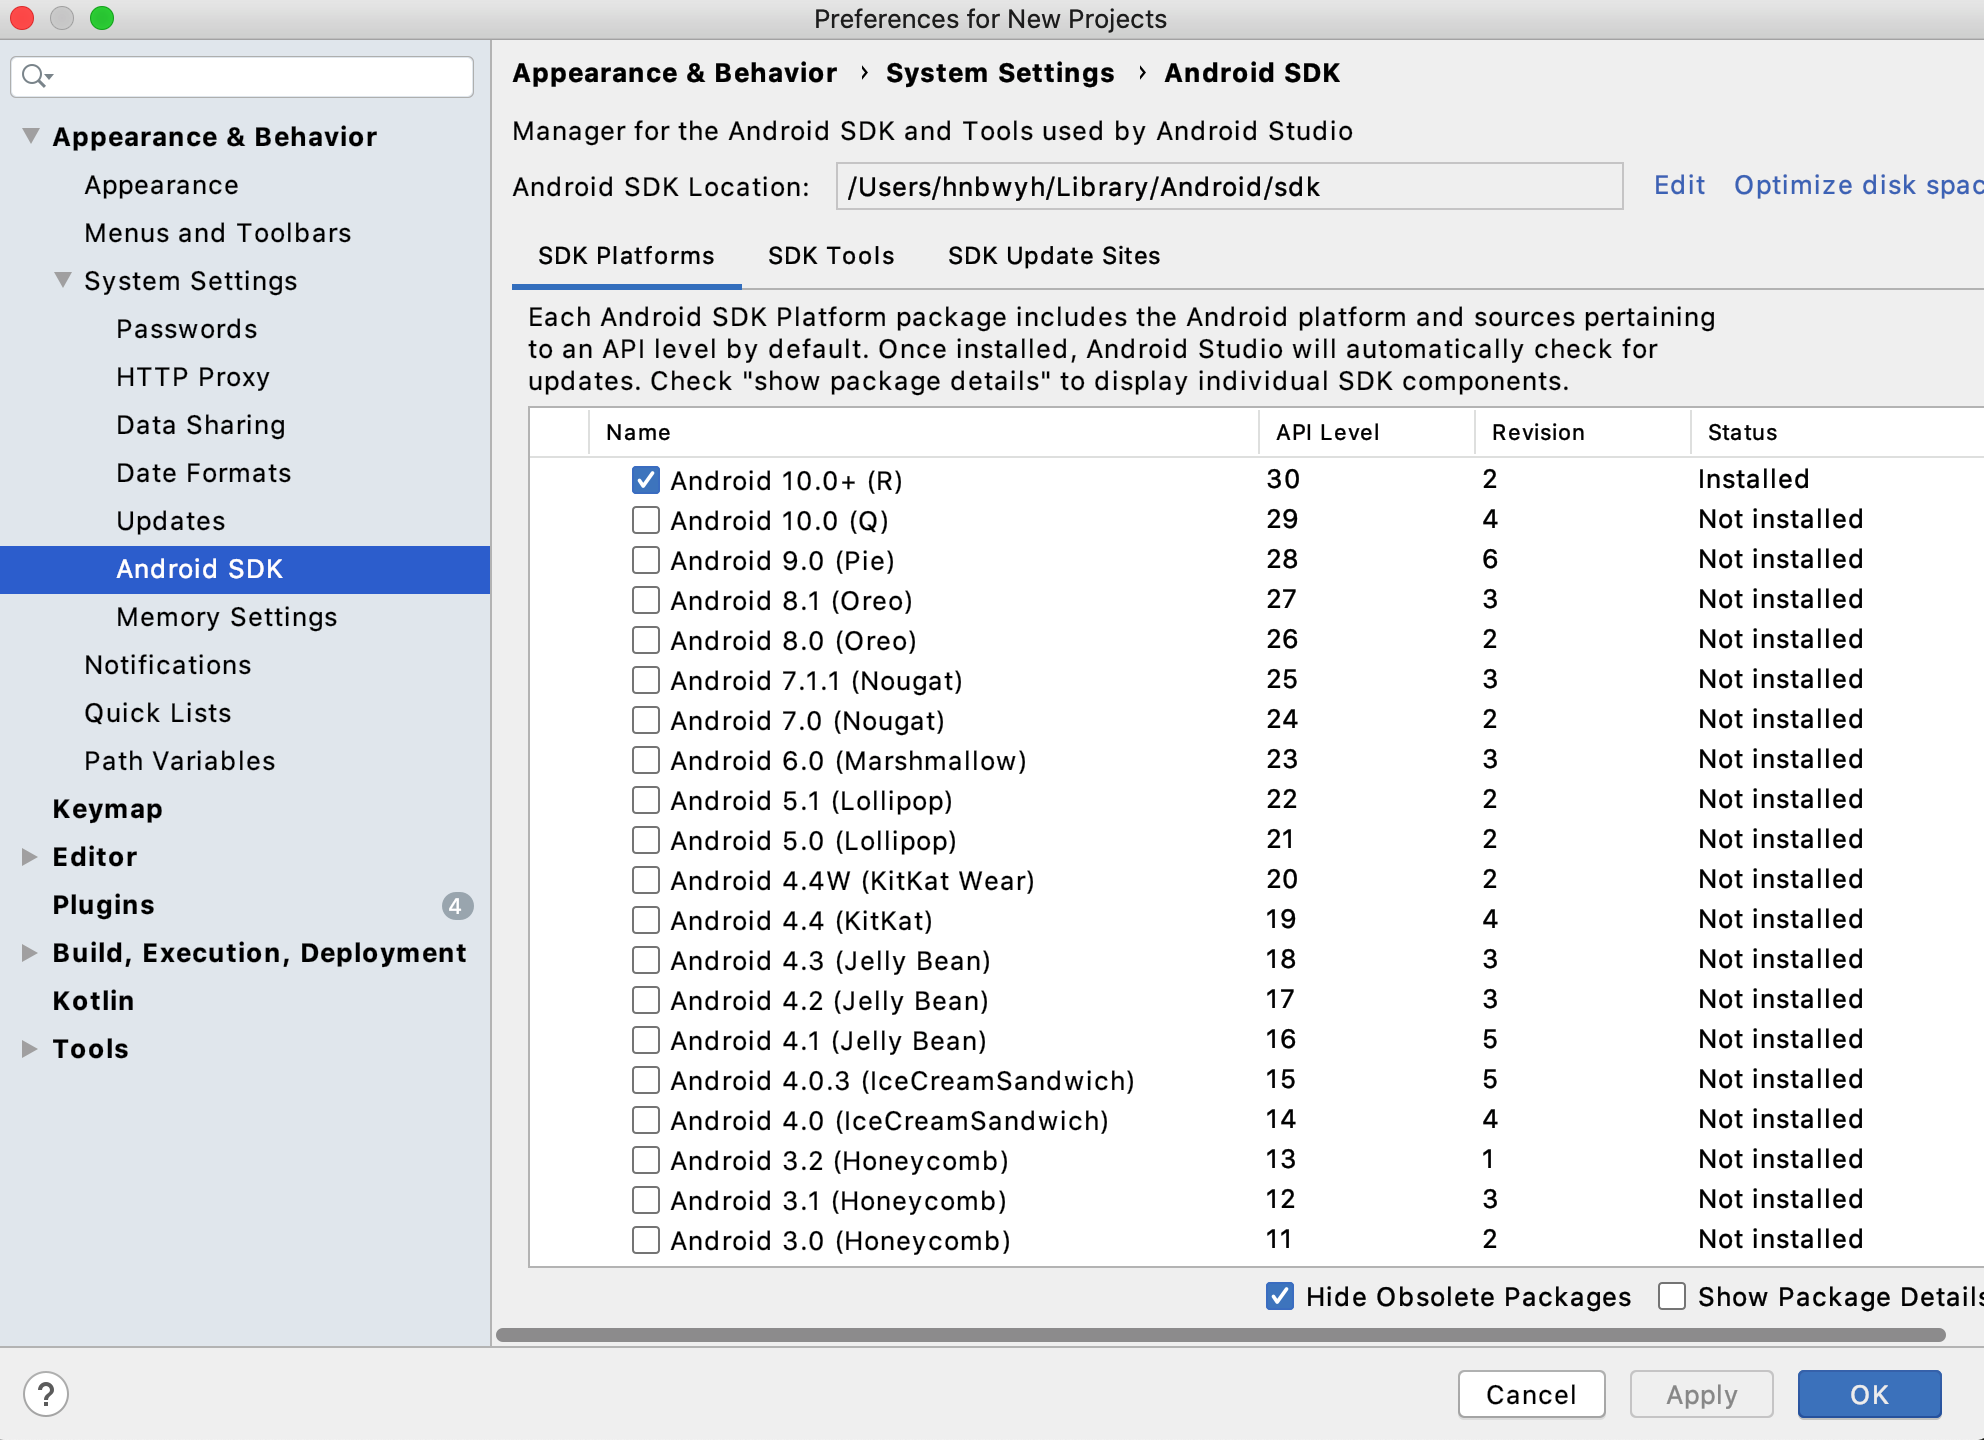 Preferences for New Projects
Appearance & Behavior
Appearance
Menus and Toolbars
System Settings
Passwords
HTTP Proxy
Data Sharing
Date Formats
Updates
Android SDK
Memory Settings
Notifications
Quick Lists
Path Variables
Keymap
Editor
Plugins 4
Build, Execution, Deployment
Kotlin
Tools
Appearance & Behavior › System Settings › Android SDK
Manager for the Android SDK and Tools used by Android Studio
Android SDK Location: /Users/hnbwyh/Library/Android/sdk Edit Optimize disk spac
SDK Platforms SDK Tools SDK Update Sites
Each Android SDK Platform package includes the Android platform and sources pertaining
to an API level by default. Once installed, Android Studio will automatically check for
updates. Check "show package details" to display individual SDK components.
Name API Level Revision Status
Android 10.0+ (R) 30 2 Installed
Android 10.0 (Q) 29 4 Not installed
Android 9.0 (Pie) 28 6 Not installed
Android 8.1 (Oreo) 27 3 Not installed
Android 8.0 (Oreo) 26 2 Not installed
Android 7.1.1 (Nougat) 25 3 Not installed
Android 7.0 (Nougat) 24 2 Not installed
Android 6.0 (Marshmallow) 23 3 Not installed
Android 5.1 (Lollipop) 22 2 Not installed
Android 5.0 (Lollipop) 21 2 Not installed
Android 4.4W (KitKat Wear) 20 2 Not installed
Android 4.4 (KitKat) 19 4 Not installed
Android 4.3 (Jelly Bean) 18 3 Not installed
Android 4.2 (Jelly Bean) 17 3 Not installed
Android 4.1 (Jelly Bean) 16 5 Not installed
Android 4.0.3 (IceCreamSandwich) 15 5 Not installed
Android 4.0 (IceCreamSandwich) 14 4 Not installed
Android 3.2 (Honeycomb) 13 1 Not installed
Android 3.1 (Honeycomb) 12 3 Not installed
Android 3.0 (Honeycomb) 11 2 Not installed
Hide Obsolete Packages Show Package Details
? Cancel Apply OK